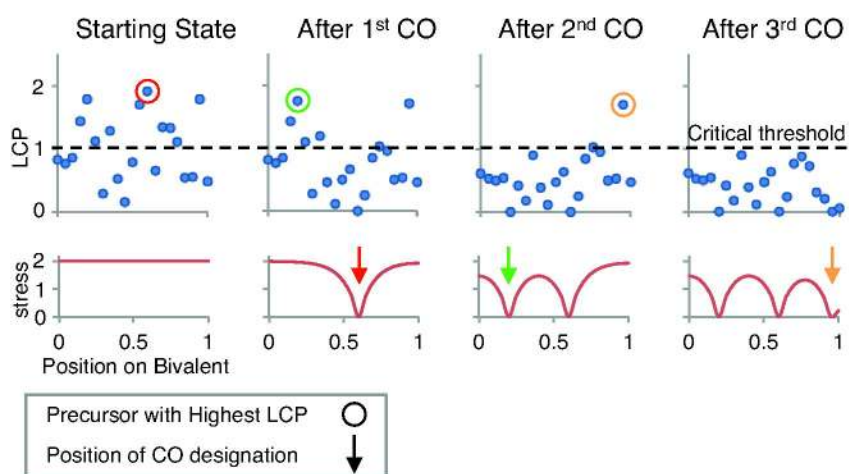 Starting State
After 1st CO
After 2nd CO
After 3rd CO
LCP
2
1
0
Critical threshold
stress
2
1
0
0 0.5 1
0 0.5 1
0 0.5 1
0 0.5 1
Position on Bivalent
Precursor with Highest LCP
Position of CO designation